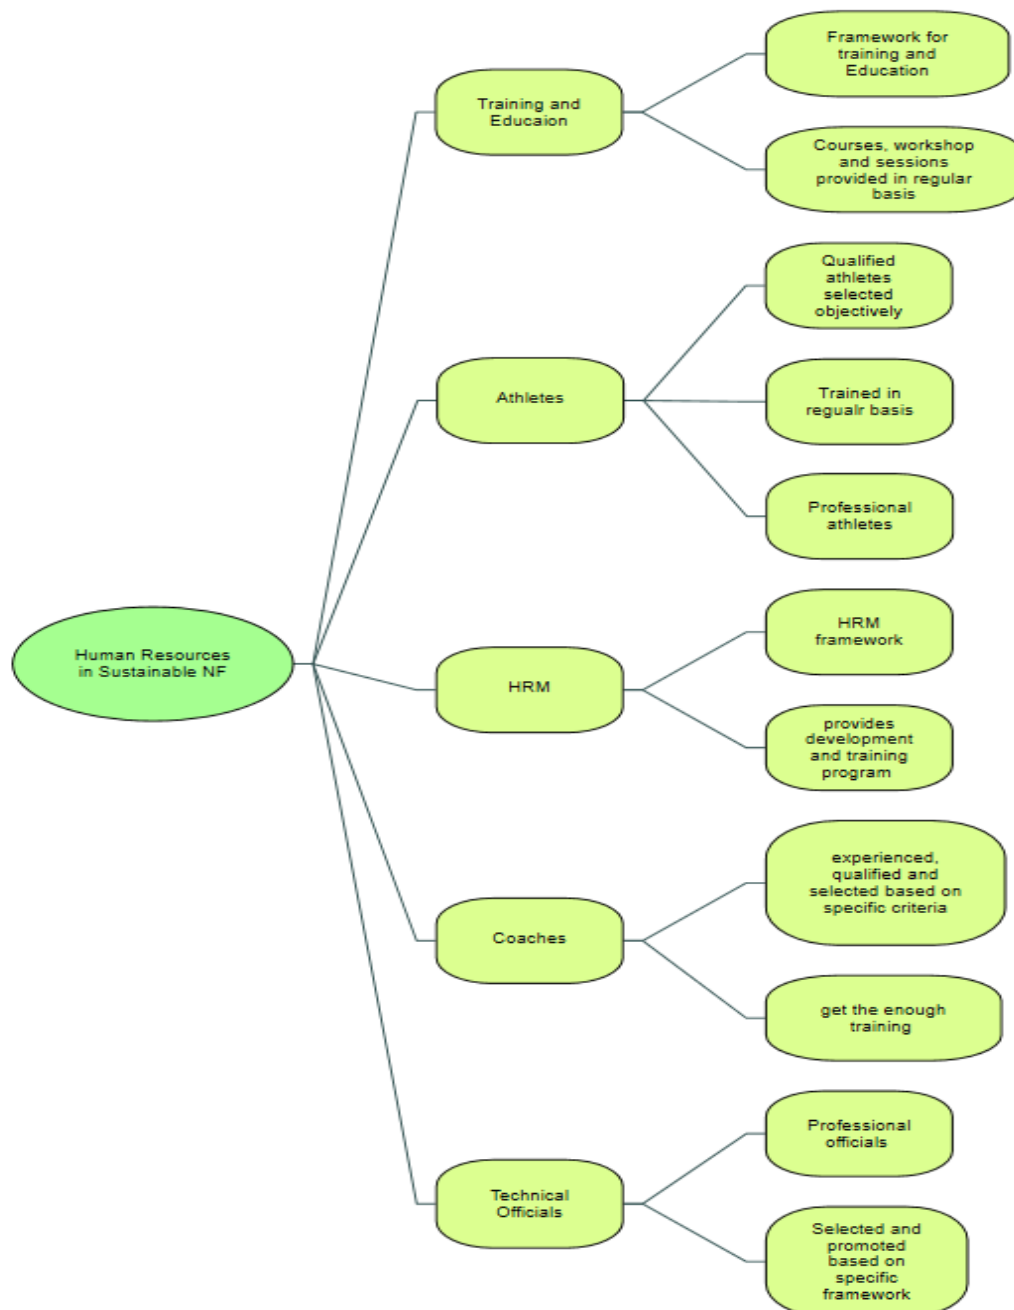 Framework for
training and
Education
Training and
Educaion
Courses, workshop
and sessions
provided in regular
basis
Qualified
athletes
selected
objectively
Athletes
Trained in
regualr basis
Professional
athletes
Human Resources
in Sustainable NF
HRM
framework
HRM
provides
development
and training
program
experienced,
qualified and
selected based on
specific criteria
Coaches
get the enough
training
Professional
officials
Technical
Officials
Selected and
promoted
based on
specific
framework